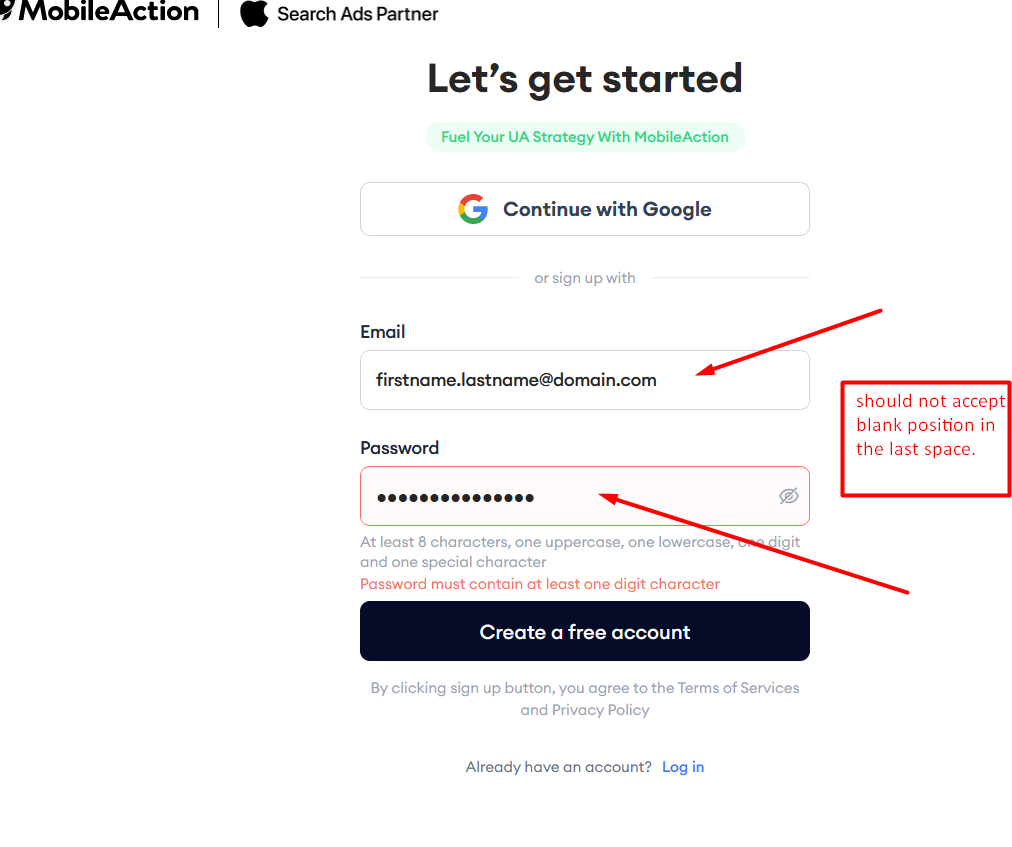 MobileAction | Search Ads Partner
Let's get started
Fuel Your UA Strategy With MobileAction
Continue with Google
or sign up with
Email
firstname.lastname@domain.com
should not accept
blank position in
the last space.
Password
•••••••••••••••
At least 8 characters, one uppercase, one lowercase, one digit
and one special character
Password must contain at least one digit character
Create a free account
By clicking sign up button, you agree to the Terms of Services
and Privacy Policy
Already have an account? Log in